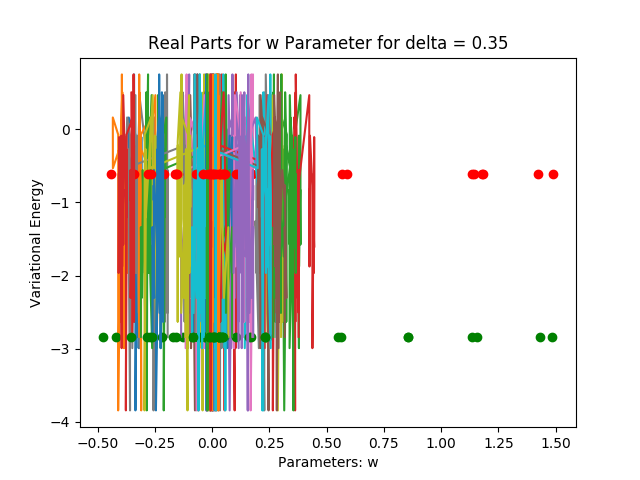 Real Parts for w Parameter for delta = 0.35
Variational Energy
0
−1
−2
−3
−4
−0.50 −0.25 0.00 0.25 0.50 0.75 1.00 1.25 1.50
Parameters: w